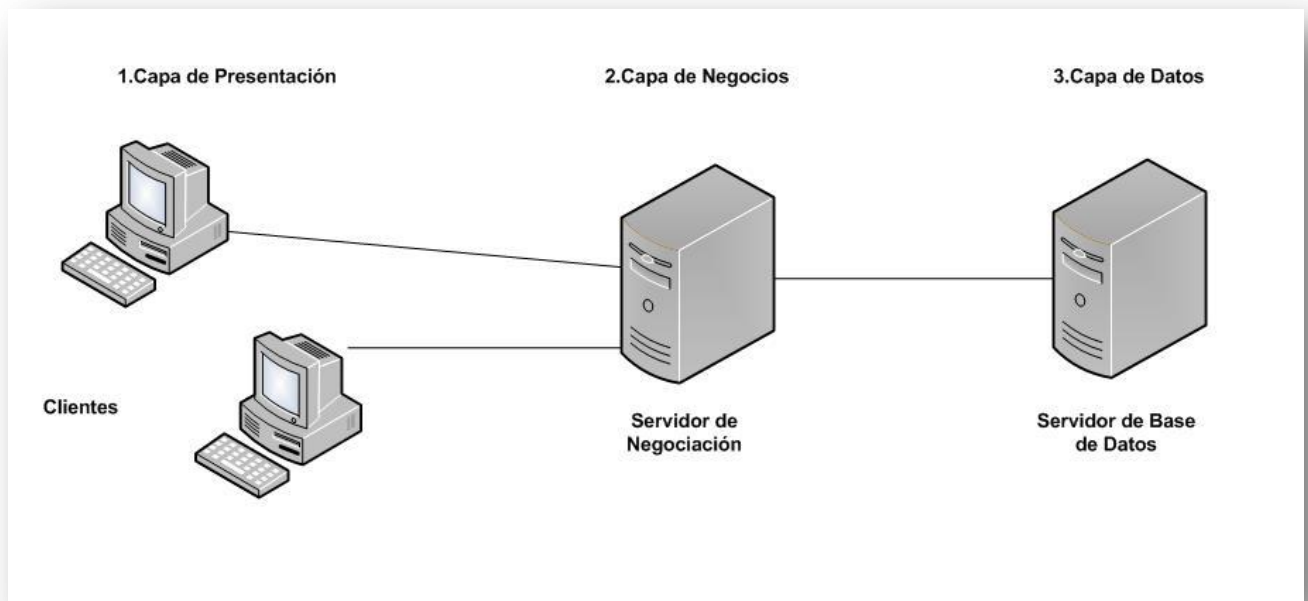 1.Capa de Presentación
2.Capa de Negocios
3.Capa de Datos
Clientes
Servidor de
Negociación
Servidor de Base
de Datos